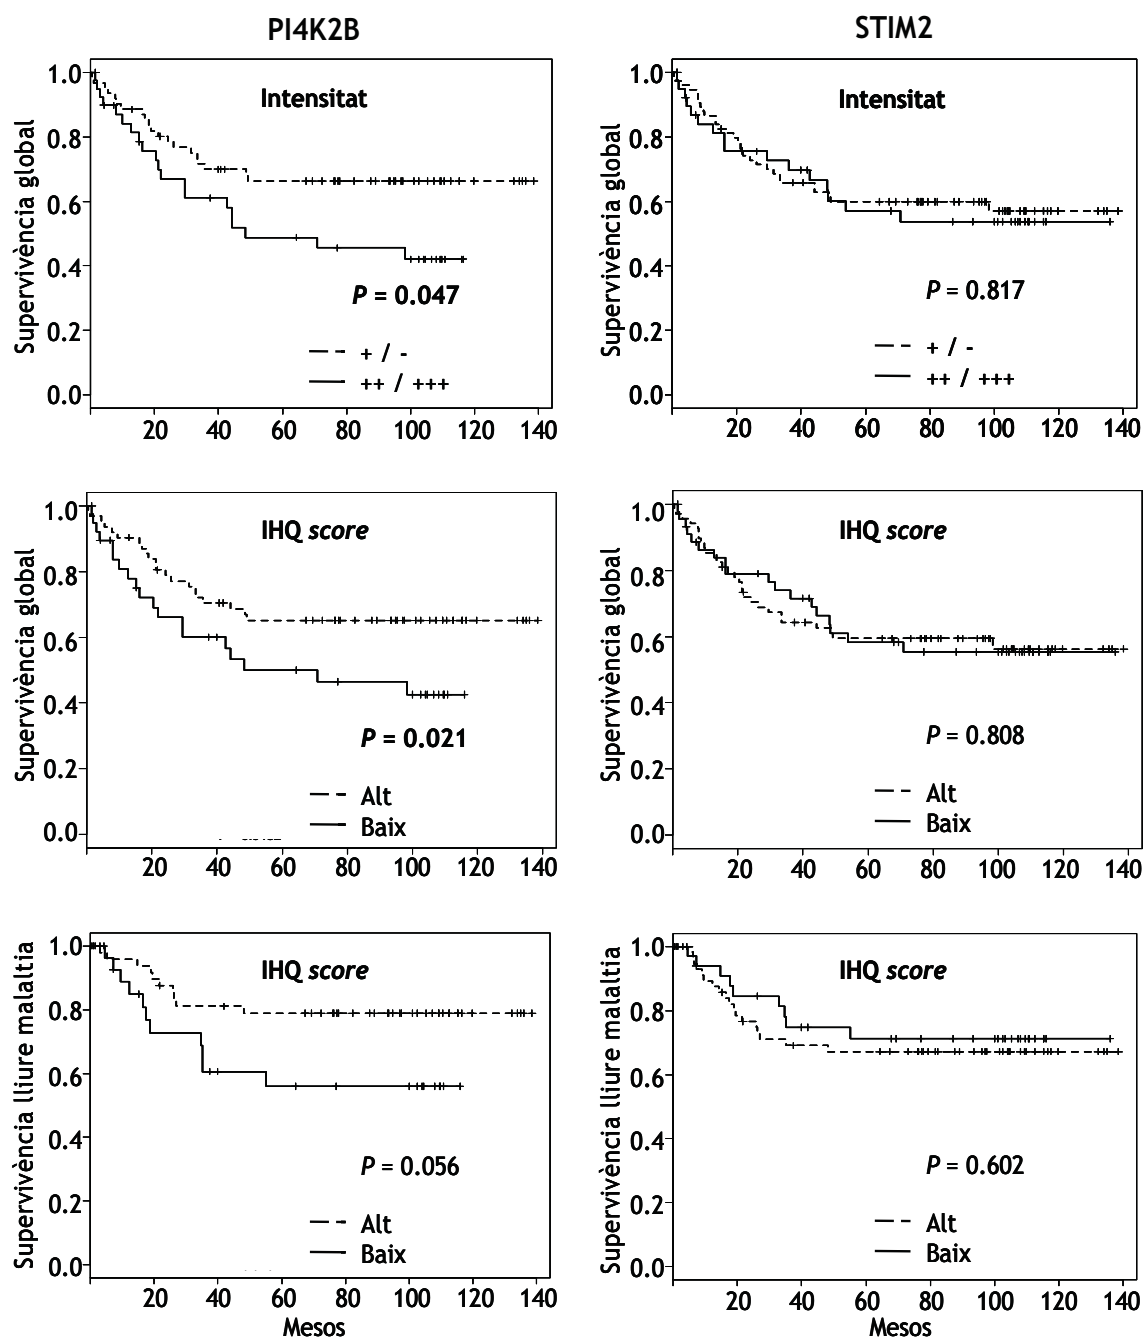 PI4K2B
Supervivència global
1.0
0.8
0.6
0.4
0.2
0.0
Intensitat
P = 0.047
+ / -
++ / +++
20 40 60 80 100 120 140
STIM2
Supervivència global
1.0
0.8
0.6
0.4
0.2
0.0
Intensitat
P = 0.817
+ / -
++ / +++
20 40 60 80 100 120 140
Supervivència global
1.0
0.8
0.6
0.4
0.2
0.0
IHQ score
P = 0.021
Alt
Baix
20 40 60 80 100 120 140
Supervivència global
1.0
0.8
0.6
0.4
0.2
0.0
IHQ score
P = 0.808
Alt
Baix
20 40 60 80 100 120 140
Supervivència lliure malaltia
1.0
0.8
0.6
0.4
0.2
0.0
IHQ score
P = 0.056
Alt
Baix
20 40 60 80 100 120 140
Mesos
Supervivència lliure malaltia
1.0
0.8
0.6
0.4
0.2
0.0
IHQ score
P = 0.602
Alt
Baix
20 40 60 80 100 120 140
Mesos